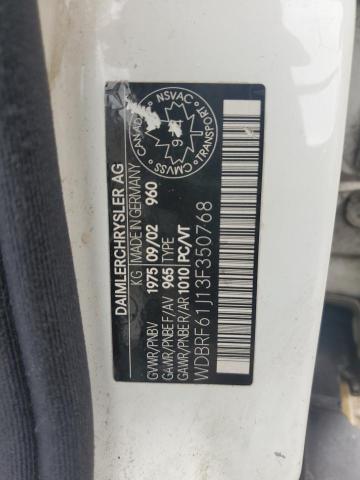 DAIMLERCHRYSLER AG
KG MADE IN GERMANY
GVWR/PNBV 1975 09/02 960
GAWR/PNBE F/AV 965 TYPE
GAWR/PNBE R/AR 1010 PC/VT
WDBRF61J13F350768
CANADA NSVAC
TRANSPORT CMVSS